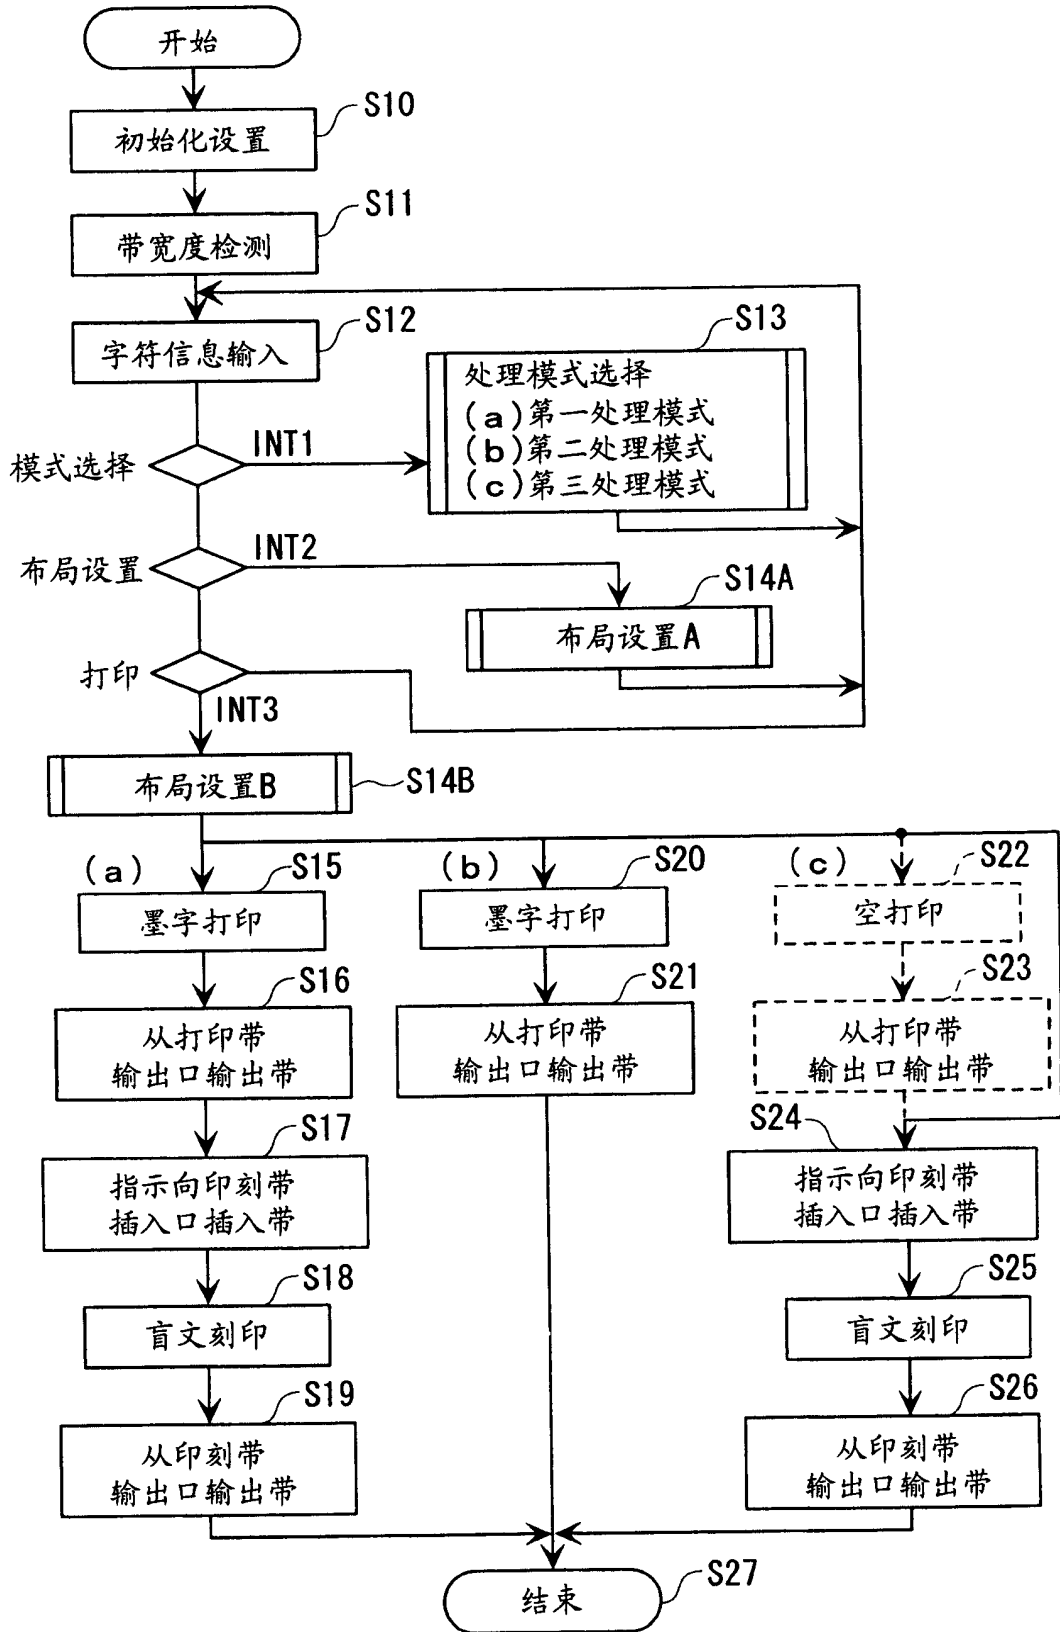 开始
S10
初始化设置
S11
带宽度检测
S12
字符信息输入
S13
处理模式选择
(a)第一处理模式
(b)第二处理模式
(c)第三处理模式
模式选择
INT1
布局设置
INT2
S14A
布局设置A
打印
INT3
布局设置B
S14B
(a)
S15
墨字打印
S16
从打印带
输出口输出带
S17
指示向印刻带
插入口插入带
S18
盲文刻印
S19
从印刻带
输出口输出带
(b)
S20
墨字打印
S21
从打印带
输出口输出带
(c)
S22
空打印
S23
从打印带
输出口输出带
S24
指示向印刻带
插入口插入带
S25
盲文刻印
S26
从印刻带
输出口输出带
结束
S27